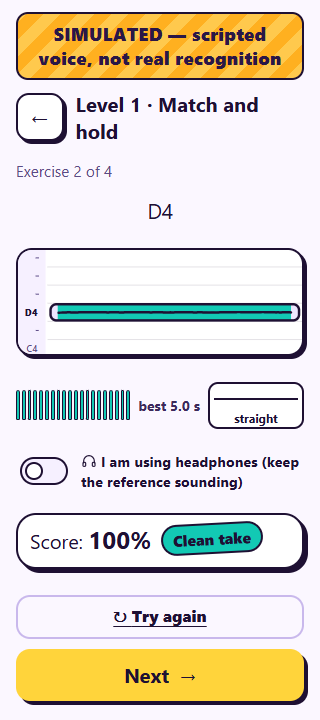 SIMULATED — scripted
voice, not real recognition
←
Level 1 · Match and
hold
Exercise 2 of 4
D4
D4
C4
best 5.0 s
straight
🎧 I am using headphones (keep
the reference sounding)
Score: 100% Clean take
↻ Try again
Next →